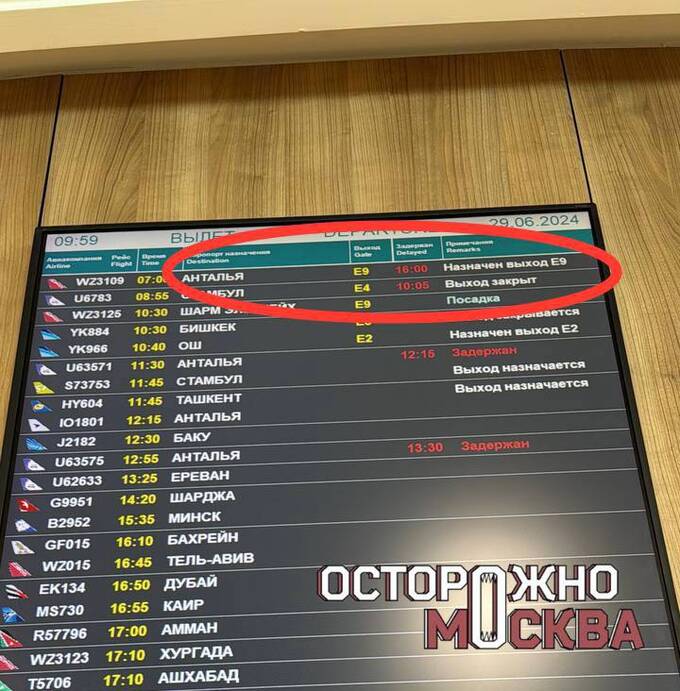 09:59 ВЫЛЕТ 29.06.2024
Авиакомпания Рейс Время Аэропорт назначения Выход Задержан Примечания
Airline Flight Time Destination Gate Delayed Remarks
WZ3109 07:00 АНТАЛЬЯ E9 16:00 Назначен выход E9
U6783 08:55 СТАМБУЛ E4 10:05 Выход закрыт
WZ3125 10:30 ШАРМ E9 Посадка
YK884 10:30 БИШКЕК
YK966 10:40 ОШ E2 Назначен выход E2
U63571 11:30 АНТАЛЬЯ 12:15 Задержан
S73753 11:45 СТАМБУЛ Выход назначается
HY604 11:45 ТАШКЕНТ Выход назначается
IO1801 12:15 АНТАЛЬЯ
J2182 12:30 БАКУ
U63575 12:55 АНТАЛЬЯ 13:30 Задержан
U62633 13:25 ЕРЕВАН
G9951 14:20 ШАРДЖА
B2952 15:35 МИНСК
GF015 16:10 БАХРЕЙН
WZ015 16:45 ТЕЛЬ-АВИВ
EK134 16:50 ДУБАЙ
MS730 16:55 КАИР
R57796 17:00 АММАН
WZ3123 17:10 ХУРГАДА
T5706 17:10 АШХАБАД
ОСТОРОЖНО
МОСКВА